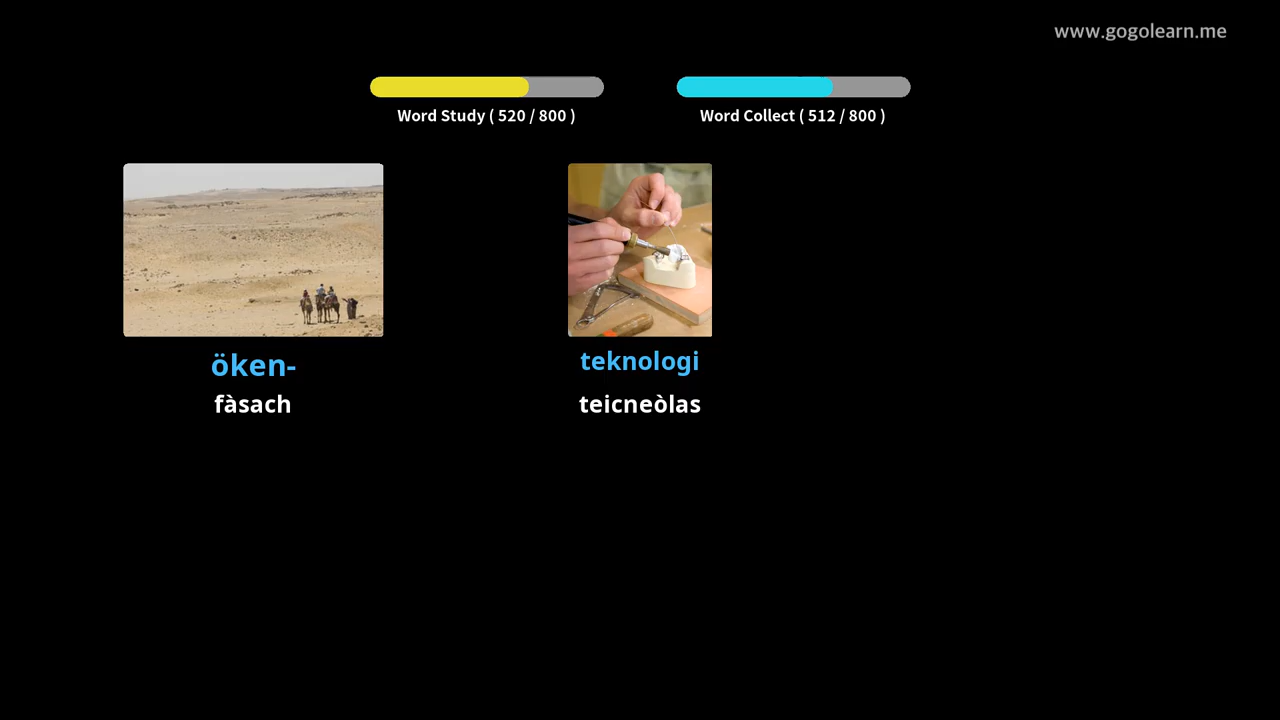 www.gogolearn.me
Word Study ( 520 / 800 )
Word Collect ( 512 / 800 )
öken-
teknologi
fàsach
teicneòlas